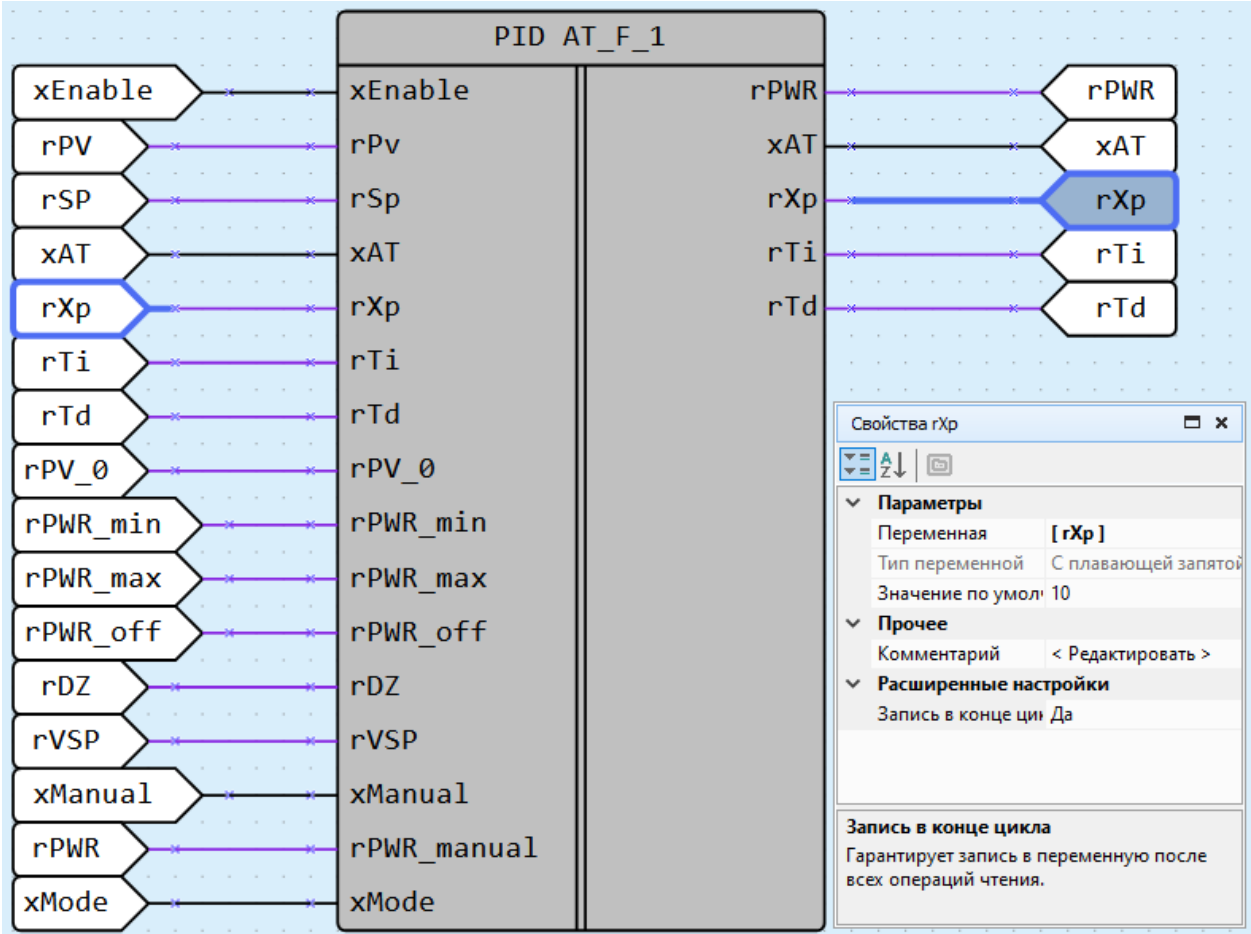 PID AT_F_1
xEnable xEnable rPWR rPWR
rPV rPv xAT xAT
rSP rSp rXp rXp
xAT xAT rTi rTi
rXp rXp rTd rTd
rTi rTi
rTd rTd
rPV_0 rPV_0
rPWR_min rPWR_min
rPWR_max rPWR_max
rPWR_off rPWR_off
rDZ rDZ
rVSP rVSP
xManual xManual
rPWR rPWR_manual
xMode xMode
Свойства rXp
Параметры
Переменная [ rXp ]
Тип переменной С плавающей запятой
Значение по умол 10
Прочее
Комментарий < Редактировать >
Расширенные настройки
Запись в конце цик Да
Запись в конце цикла
Гарантирует запись в переменную после
всех операций чтения.